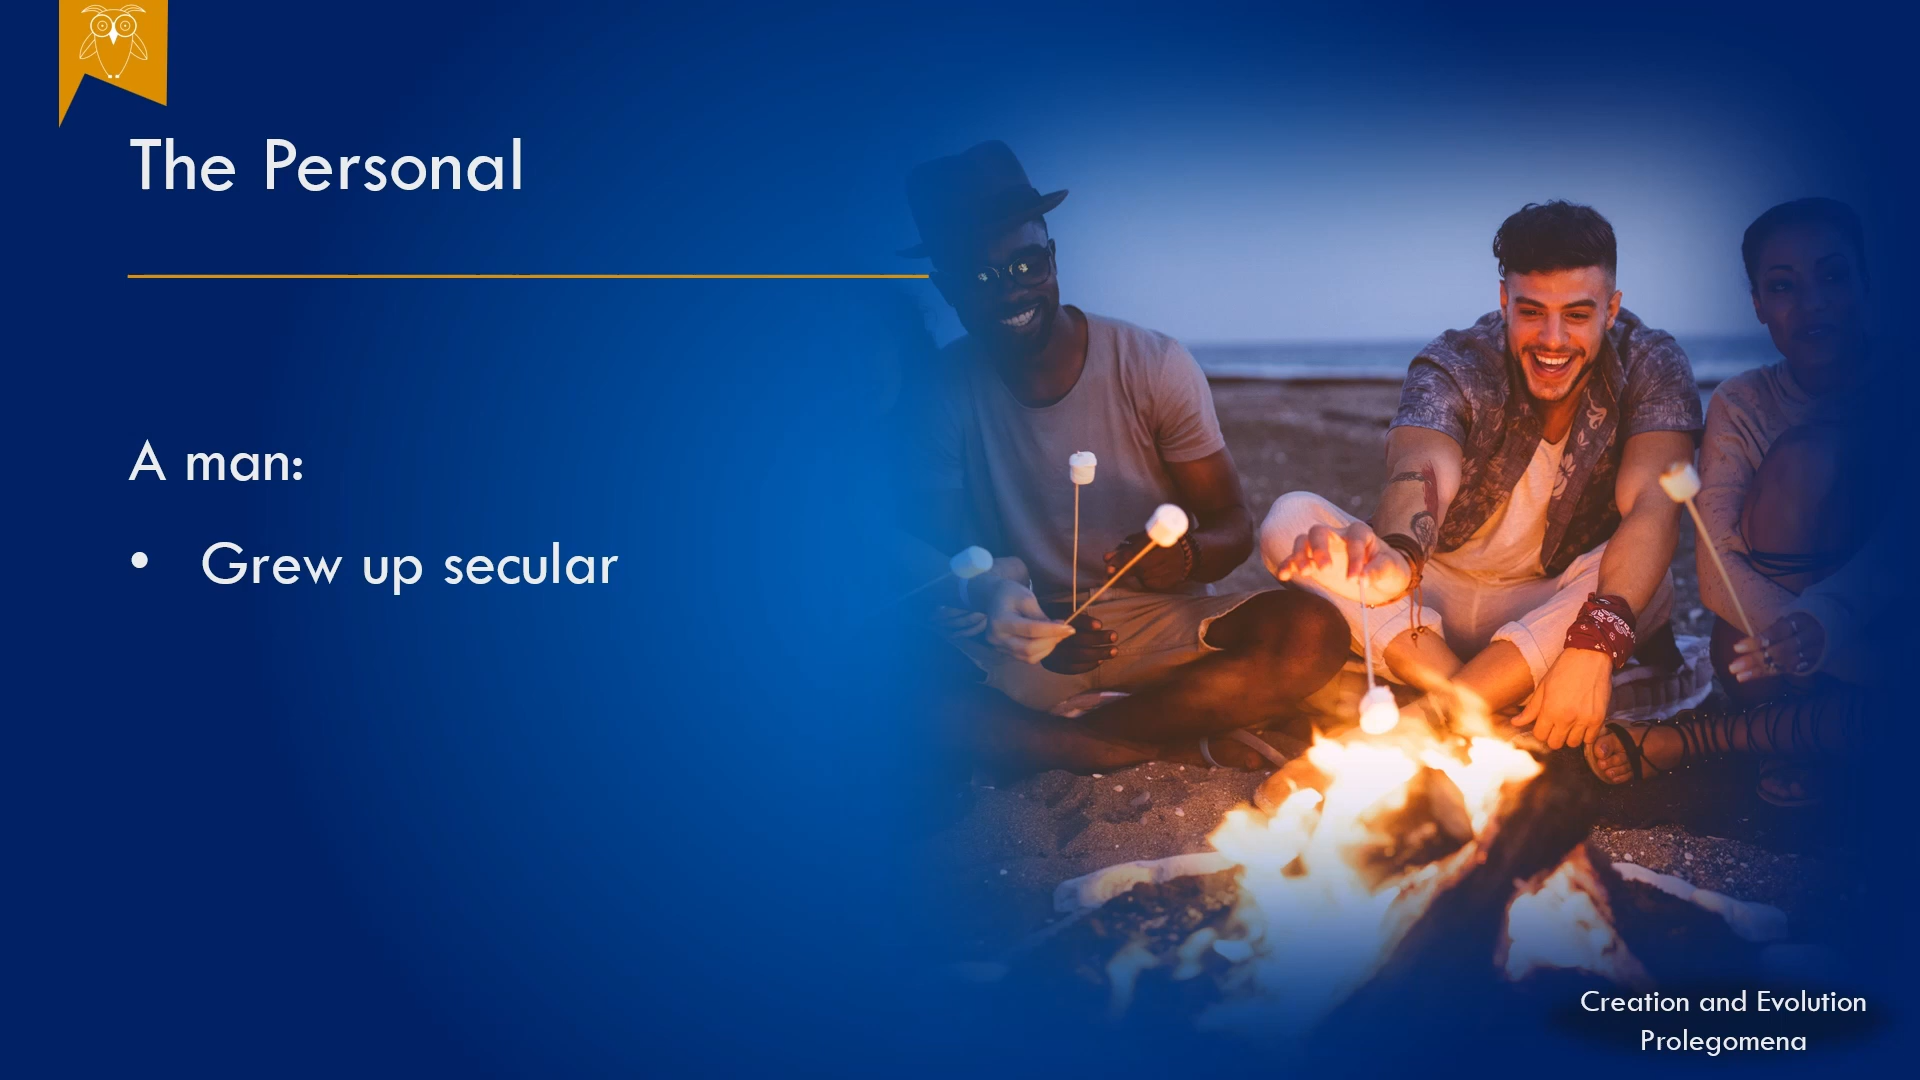 The Personal
A man:
• Grew up secular
Creation and Evolution
Prolegomena